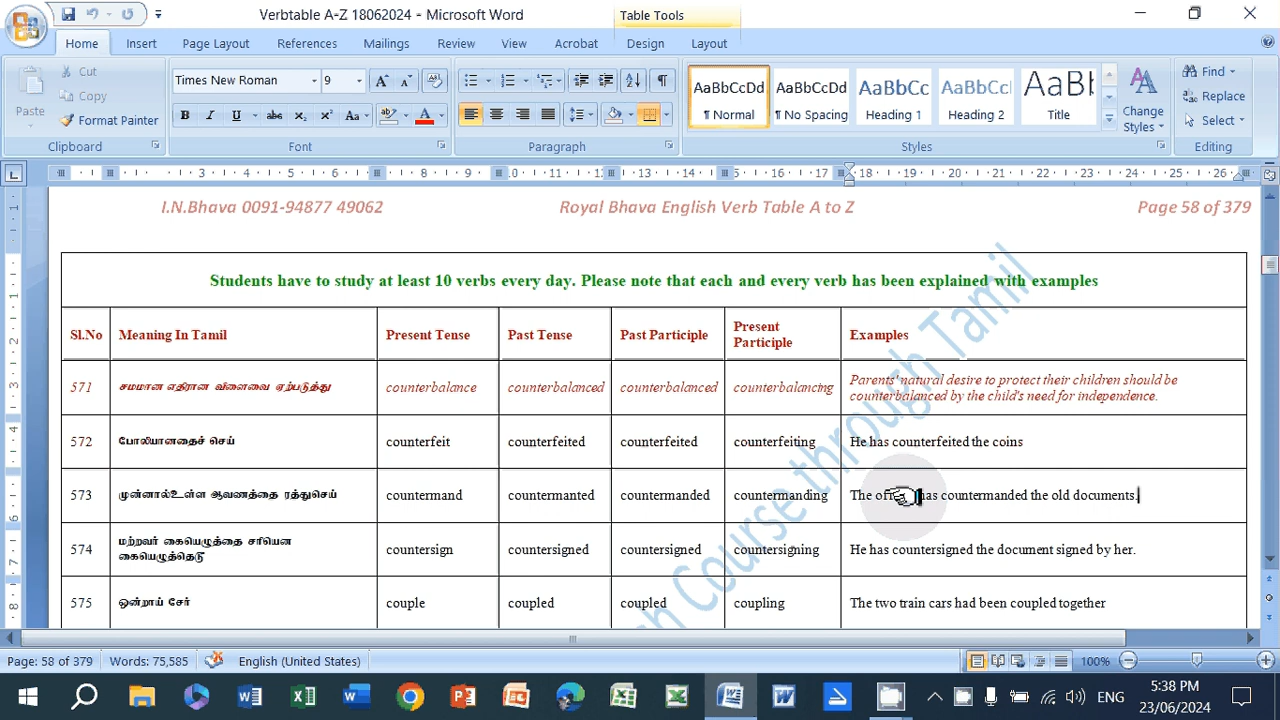 Verbtable A-Z 18062024 - Microsoft Word
Table Tools
Home Insert Page Layout References Mailings Review View Acrobat Design Layout
Cut
Copy
Paste
Format Painter
Clipboard
Times New Roman 9
Font
Paragraph
AaBbCcDd AaBbCcDd AaBbCc AaBbCc AaBb
¶ Normal ¶ No Spacing Heading 1 Heading 2 Title
Change Styles
Styles
Find
Replace
Select
Editing
I.N.Bhava 0091-94877 49062 Royal Bhava English Verb Table A to Z Page 58 of 379
Students have to study at least 10 verbs every day. Please note that each and every verb has been explained with examples
Sl.No Meaning In Tamil Present Tense Past Tense Past Participle Present Participle Examples
571 சமமான எதிரான விளைவை ஏற்படுத்து counterbalance counterbalanced counterbalanced counterbalancing Parents' natural desire to protect their children should be
counterbalanced by the child's need for independence.
572 போலியானதைச் செய் counterfeit counterfeited counterfeited counterfeiting He has counterfeited the coins
573 முன்னால்உள்ள ஆவணத்தை ரத்துசெய் countermand countermanted countermanded countermanding The has countermanded the old documents.
574 மற்றவர் கையெழுத்தை சரியென
கையெழுத்தெடு countersign countersigned countersigned countersigning He has countersigned the document signed by her.
575 ஒன்றாய் சேர் couple coupled coupled coupling The two train cars had been coupled together
Course through Tamil
Page: 58 of 379 Words: 75,585 English (United States) 100%
ENG
5:38 PM
23/06/2024